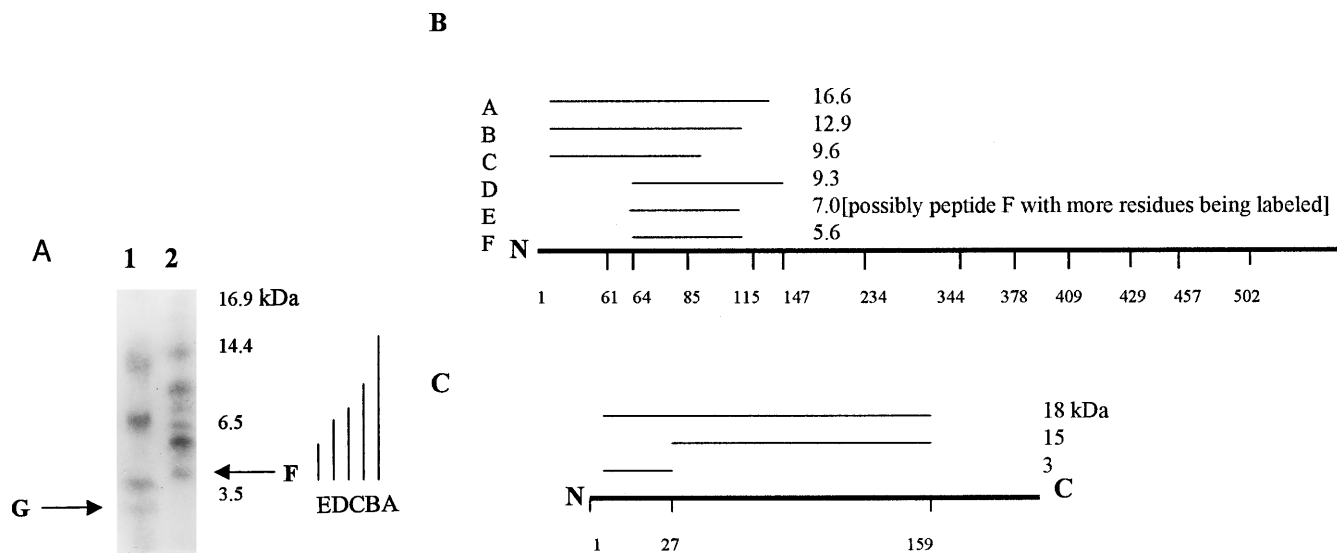 B
A 16.6
B 12.9
C 9.6
D 9.3
E 7.0[possibly peptide F with more residues being labeled]
F 5.6
N
1 61 64 85 115 147 234 344 378 409 429 457 502
A
1 2
16.9 kDa
14.4
6.5
F
3.5
G
EDCBA
C
18 kDa
15
3
N C
1 27 159